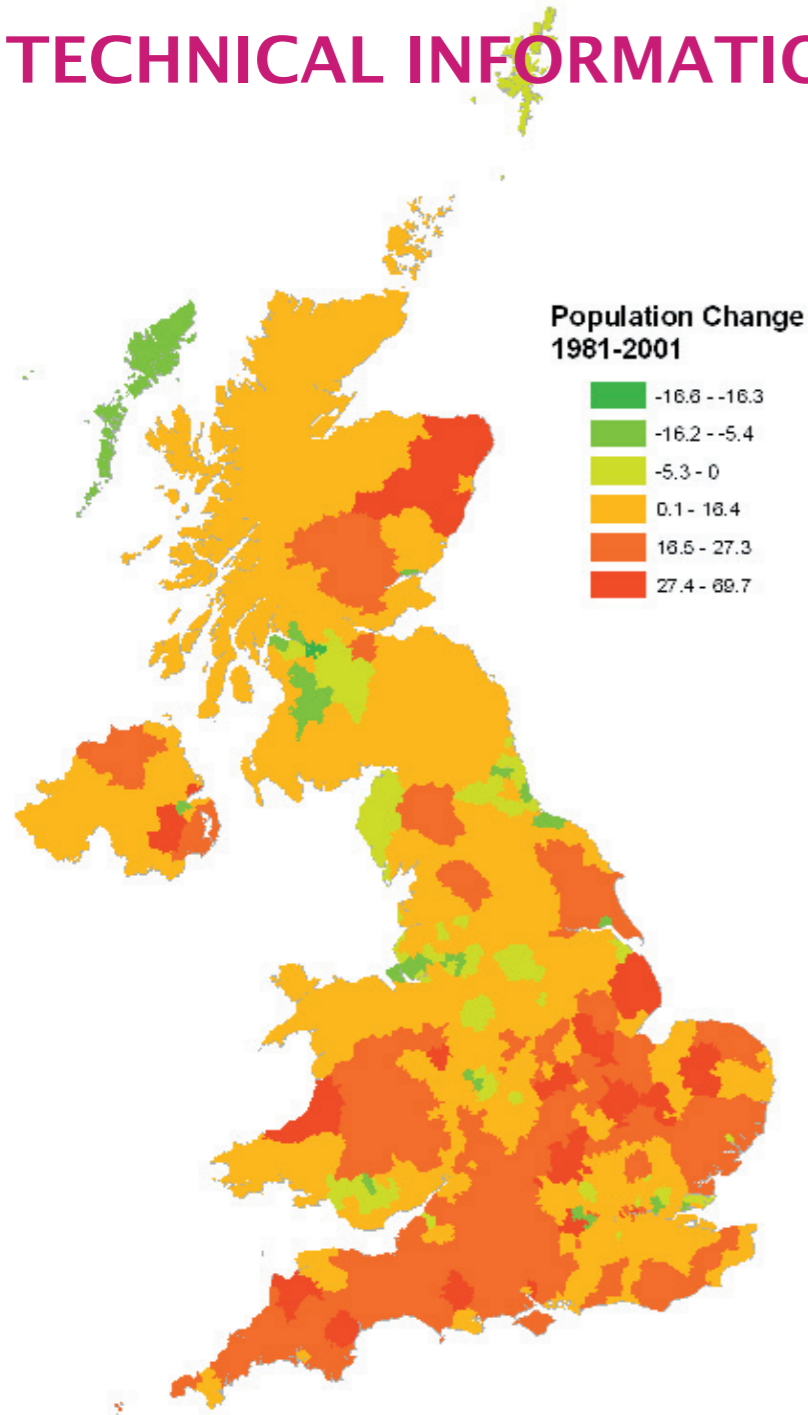 TECHNICAL INFORMATIO
Population Change
1981-2001
-16.6 - -16.3
-16.2 - -5.4
-5.3 - 0
0.1 - 16.4
16.5 - 27.3
27.4 - 69.7